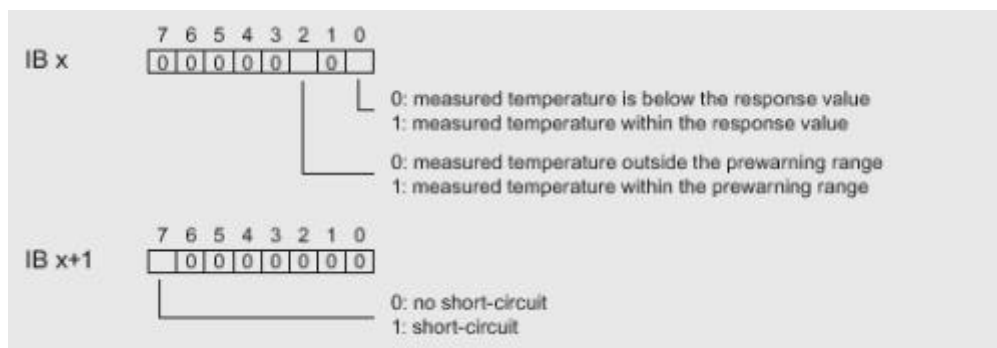 7 6 5 4 3 2 1 0
IB x 0 0 0 0 0 0
0: measured temperature is below the response value
1: measured temperature within the response value
0: measured temperature outside the prewarning range
1: measured temperature within the prewarning range
7 6 5 4 3 2 1 0
IB x+1 0 0 0 0 0 0 0
0: no short-circuit
1: short-circuit